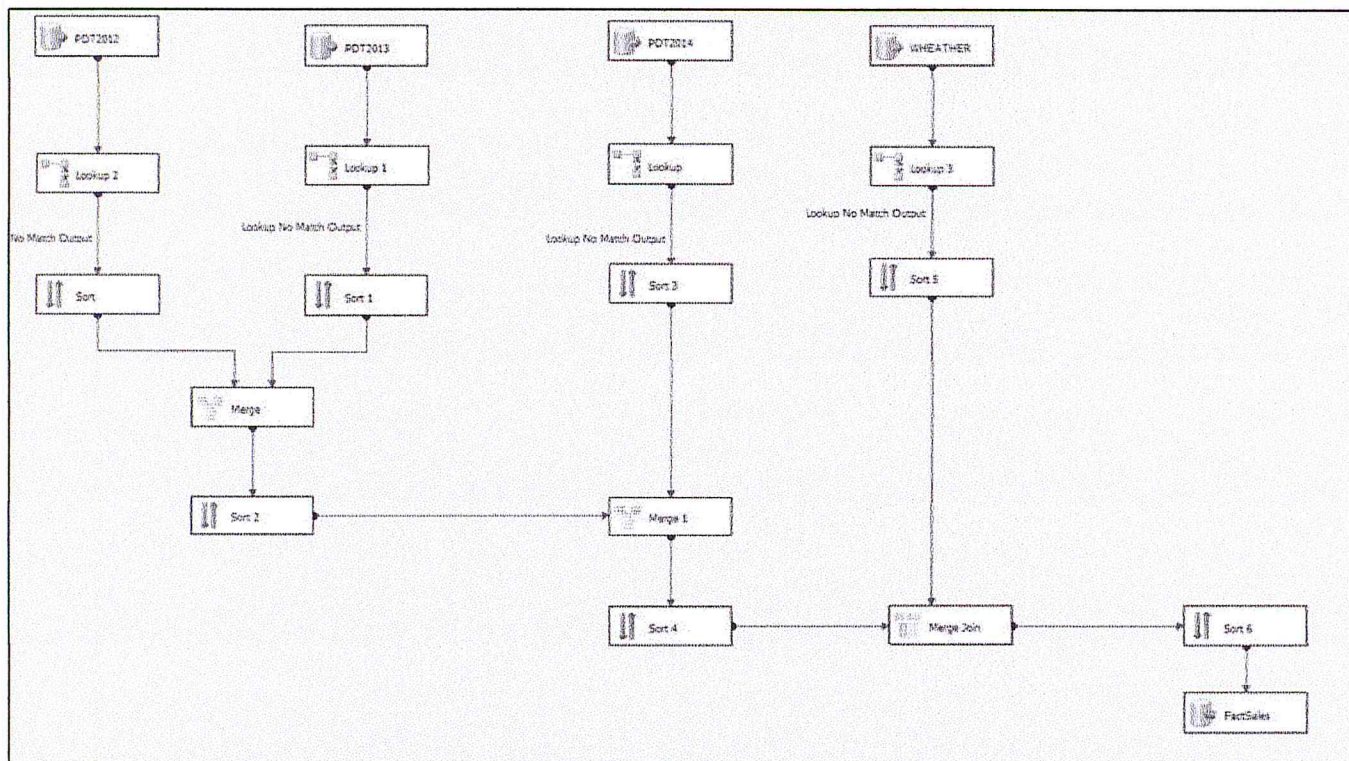 PDT2012
PDT2013
PDT2014
WHEATHER
Lookup 2
Lookup 1
Lookup
Lookup 3
No Match Output
Lookup No Match Output
Lookup No Match Output
Lookup No Match Output
Sort
Sort 1
Sort 3
Sort 5
Merge
Sort 2
Merge 1
Sort 4
Merge Join
Sort 6
FactSales